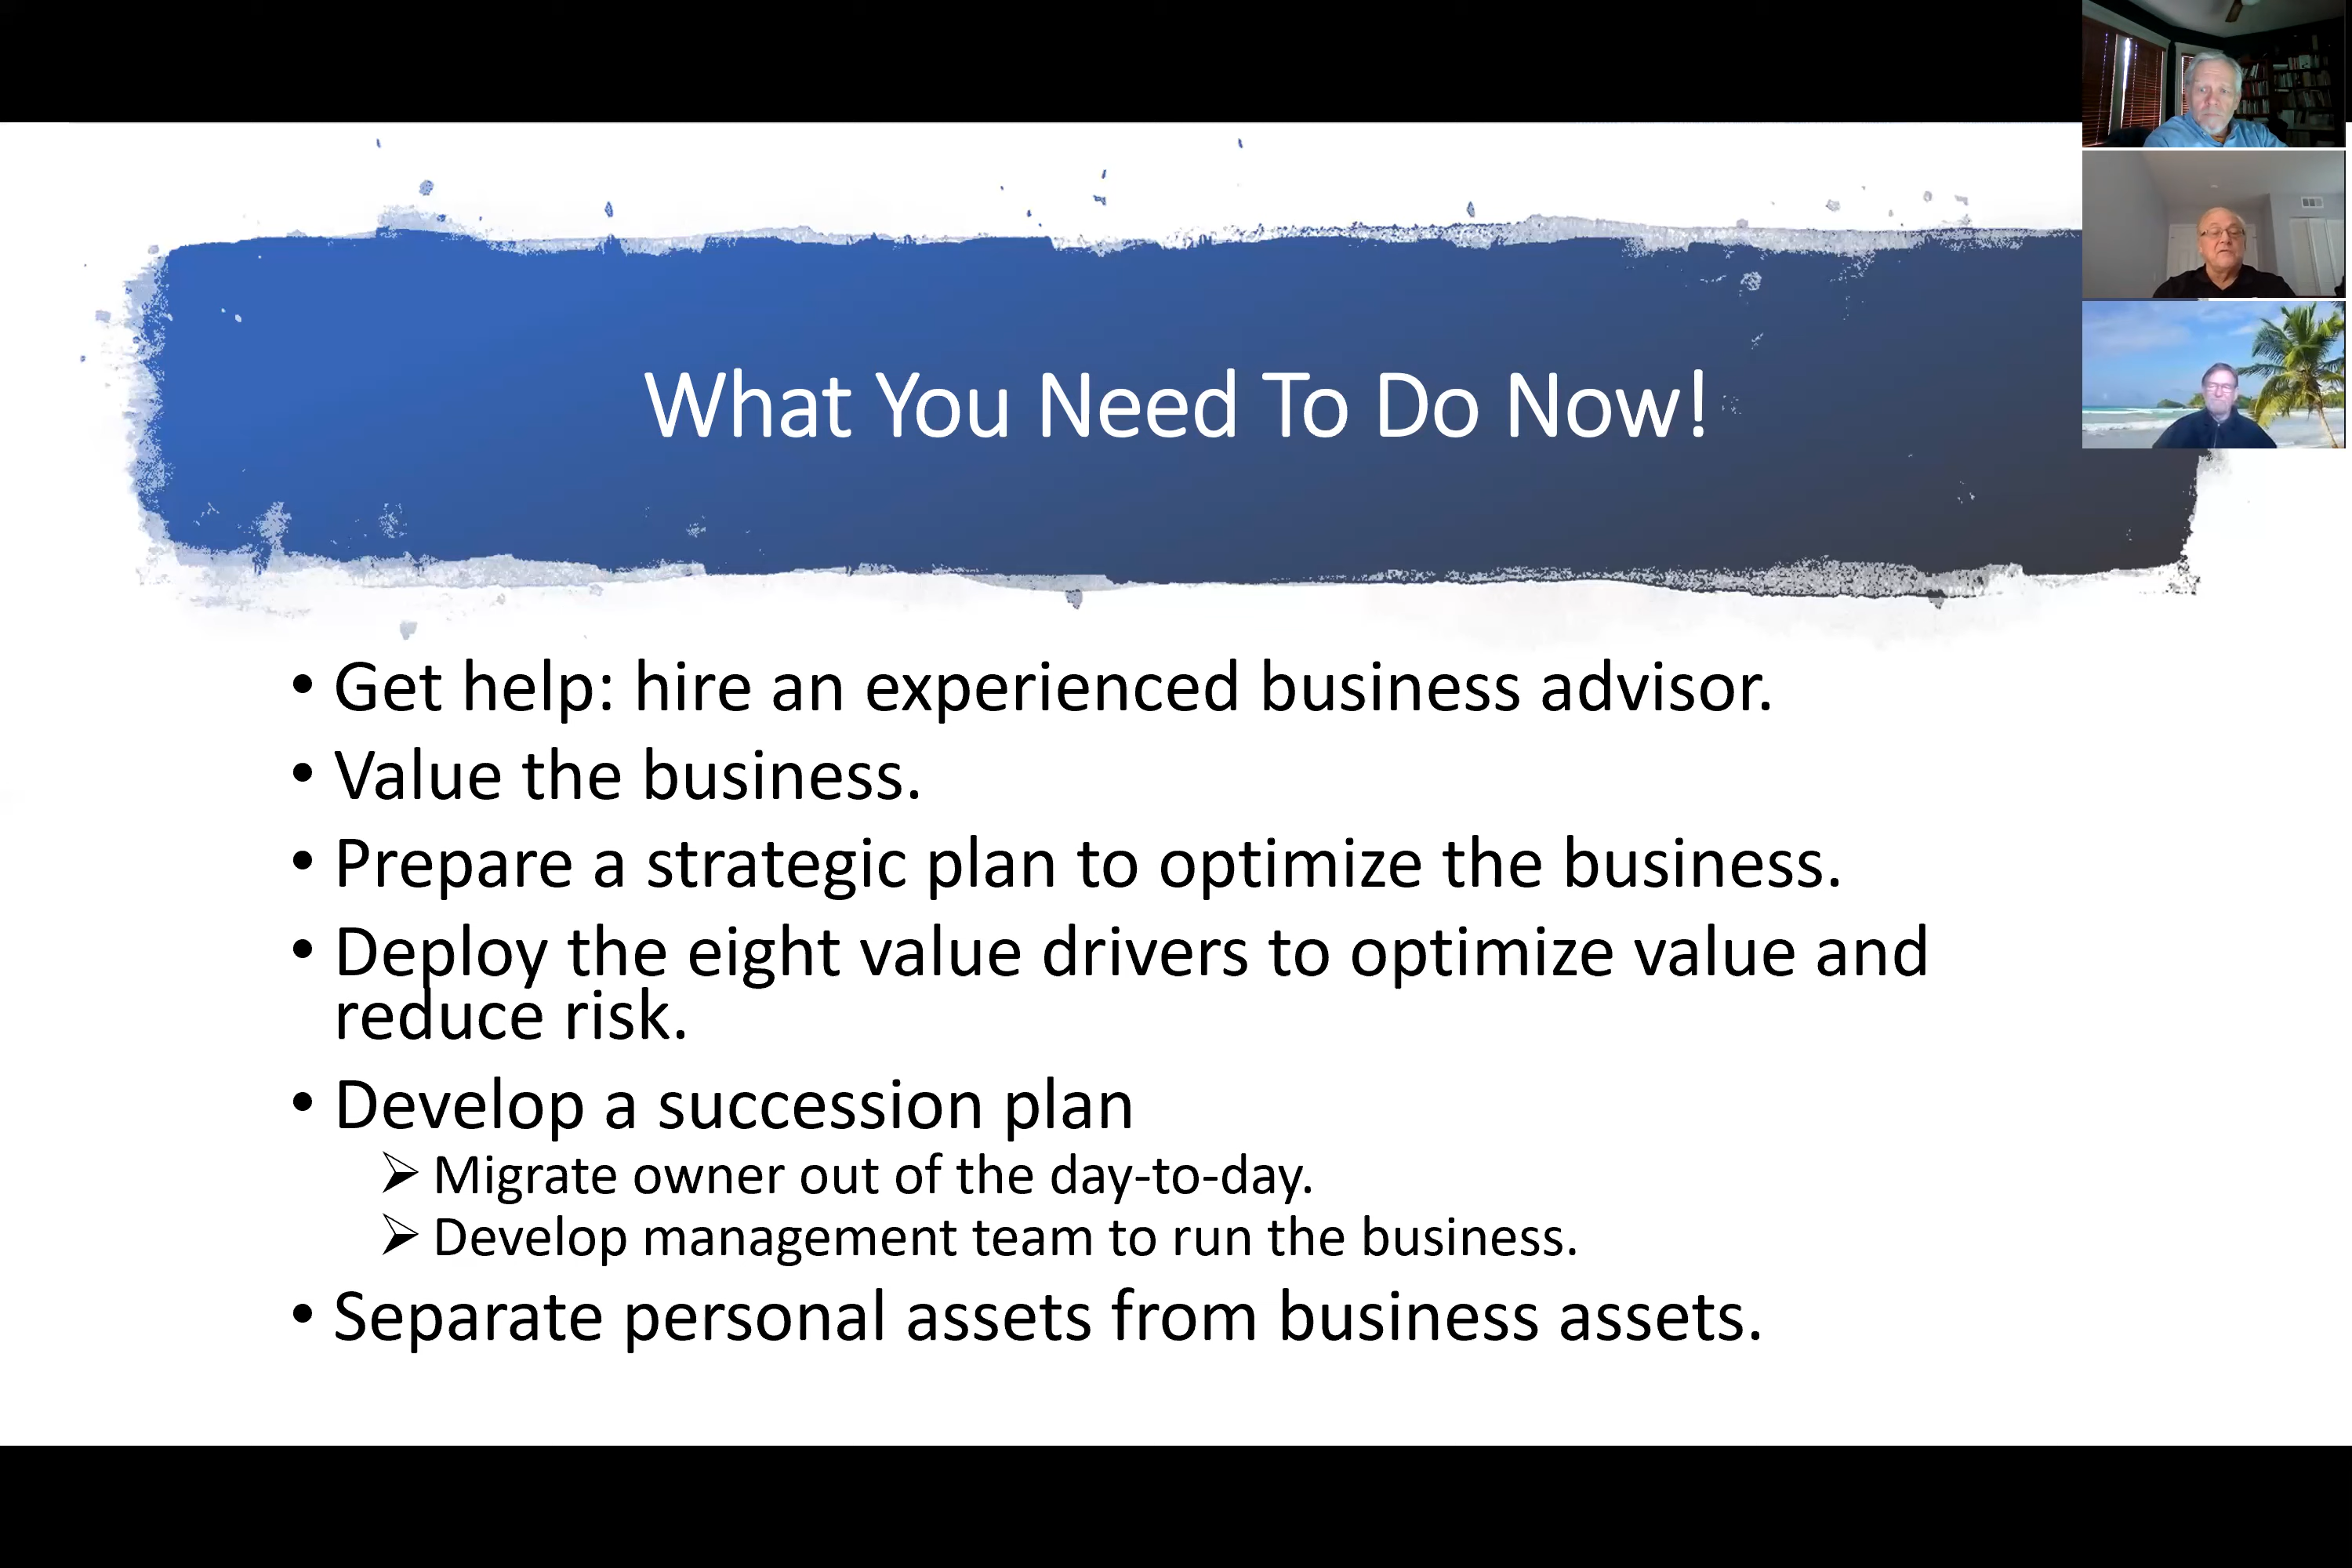 What You Need To Do Now!
• Get help: hire an experienced business advisor.
• Value the business.
• Prepare a strategic plan to optimize the business.
• Deploy the eight value drivers to optimize value and
reduce risk.
• Develop a succession plan
➢ Migrate owner out of the day-to-day.
➢ Develop management team to run the business.
• Separate personal assets from business assets.